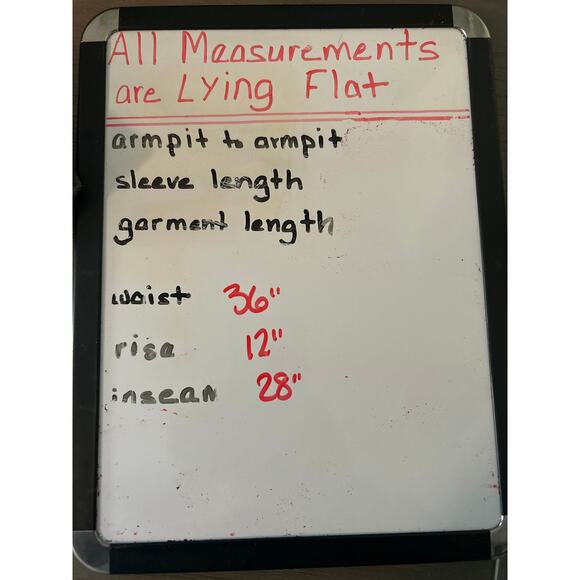 All Measurements
are Lying Flat
armpit to armpit
sleeve length
garment length
waist 36"
rise 12"
inseam 28"